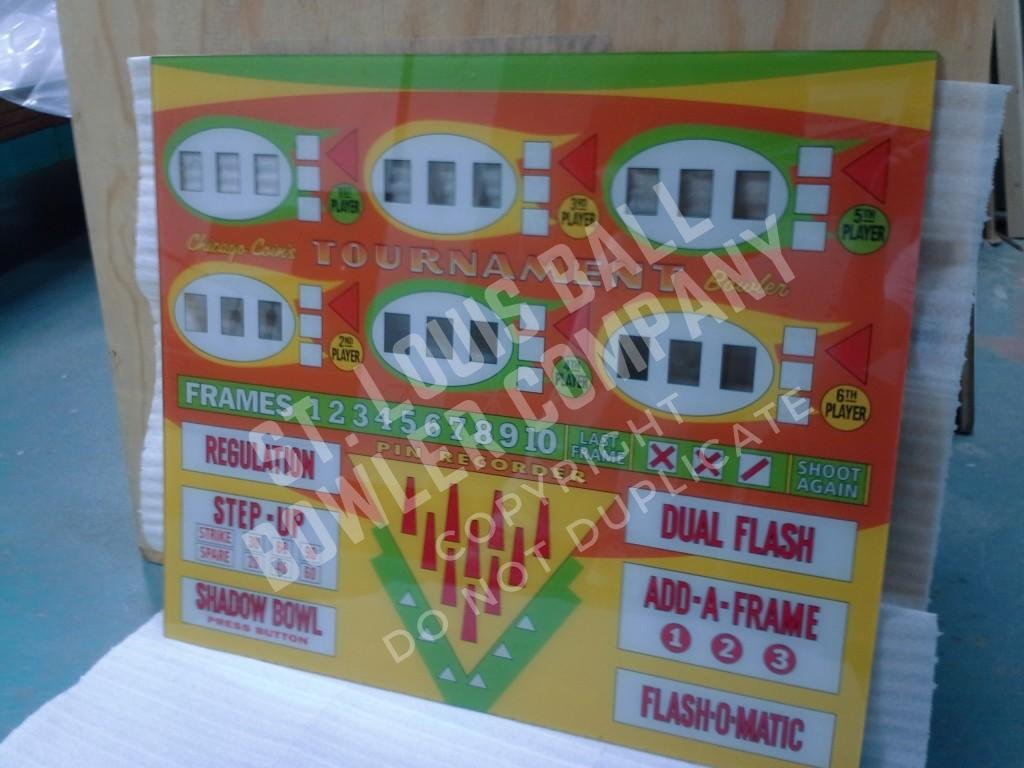 1ST PLAYER
3RD PLAYER
5TH PLAYER
Chicago Coin's TOURNAMENT Bowler
2ND PLAYER
4TH PLAYER
6TH PLAYER
FRAMES 1 2 3 4 5 6 7 8 9 10 LAST FRAME SHOOT AGAIN
PIN RECORDER
REGULATION
STEP-UP
STRIKE
SPARE
SHADOW BOWL
PRESS BUTTON
DUAL FLASH
ADD-A-FRAME
1 2 3
FLASH-O-MATIC
ST. LOUIS BALL
BOWLER COMPANY
COPYRIGHT
DO NOT DUPLICATE